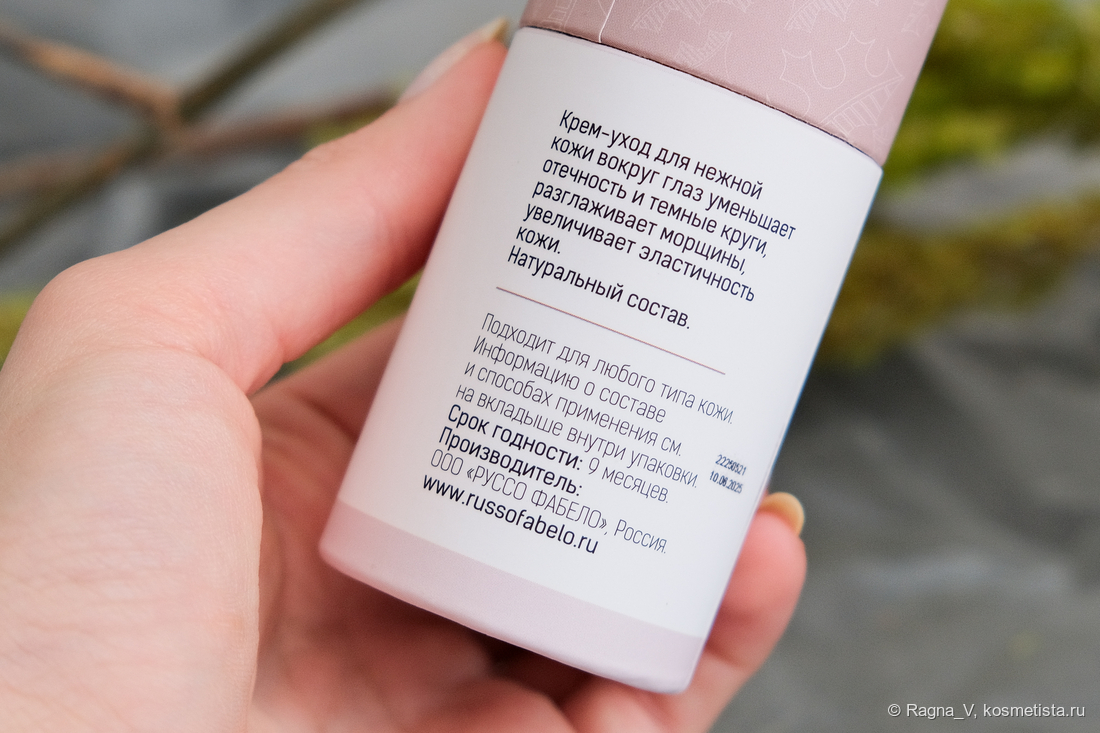 Крем-уход для нежной
кожи вокруг глаз уменьшает
отечность и темные круги,
разглаживает морщины,
увеличивает эластичность
кожи.
Натуральный состав.
Подходит для любого типа кожи.
Информацию о составе
и способах применения см.
на вкладыше внутри упаковки.
Срок годности: 9 месяцев.
Производитель:
ООО «РУССО ФАБЕЛО», Россия.
www.russofabelo.ru
22250521
10.06.2025
© Ragna_V, kosmetista.ru